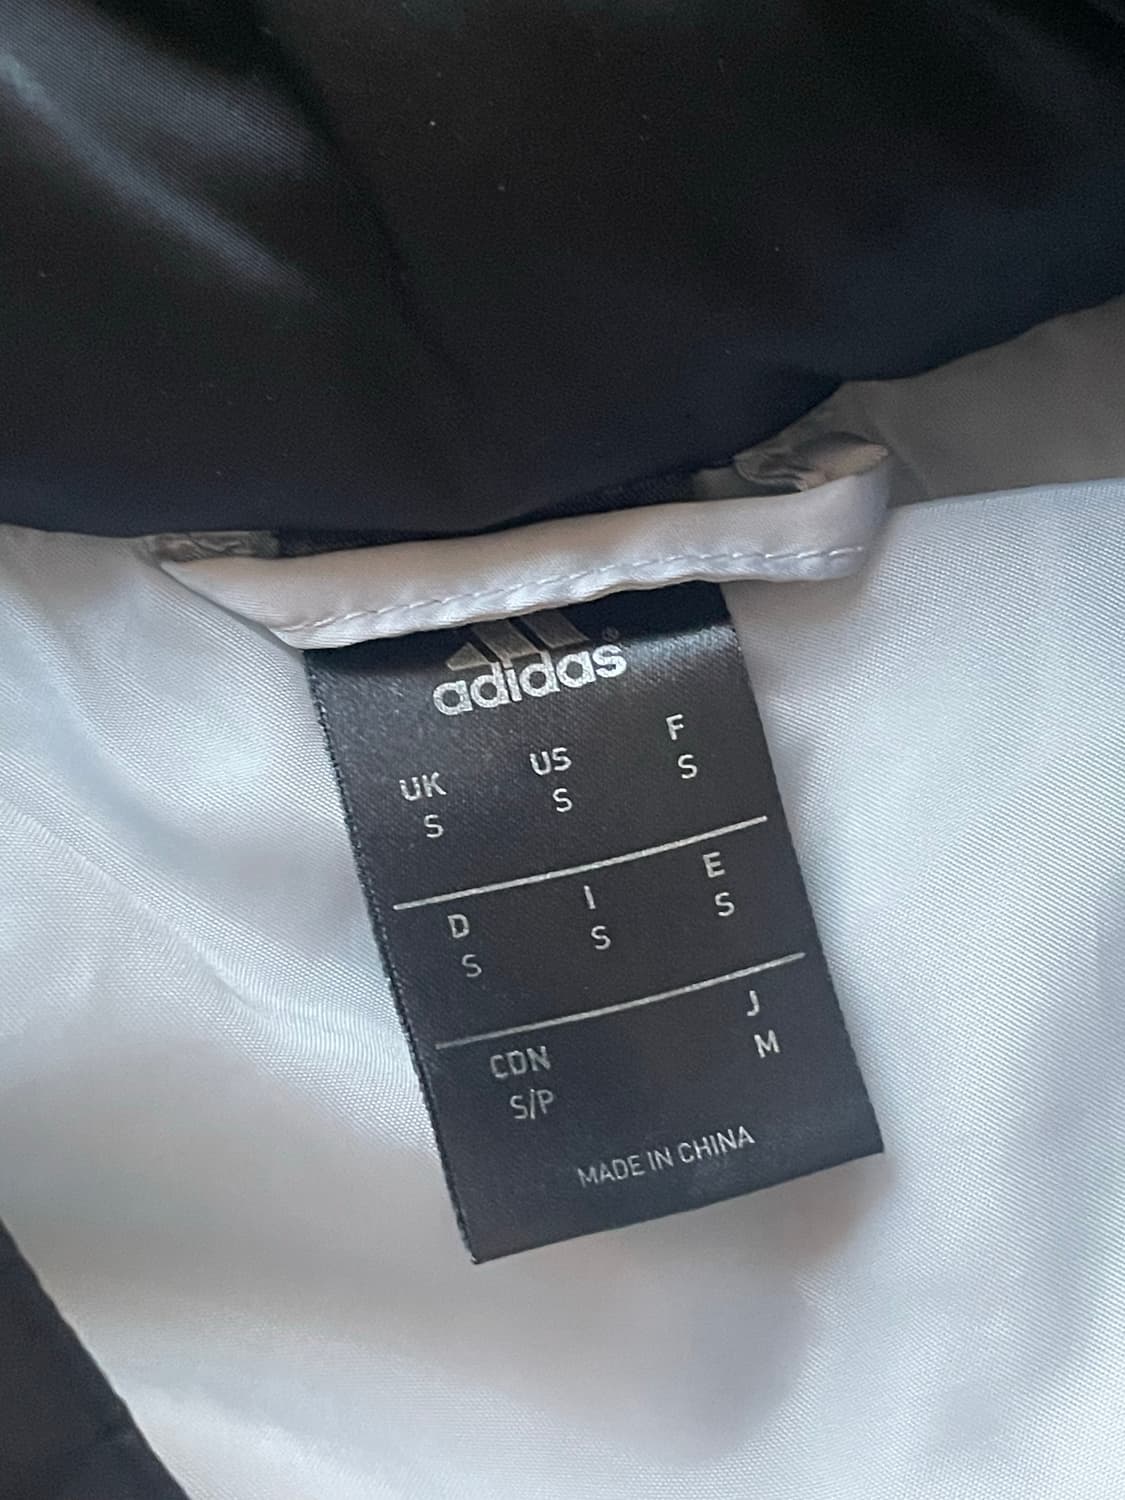 adidas®
UK US F
S S S
D I E
S S S
CDN J
S/P M
MADE IN CHINA